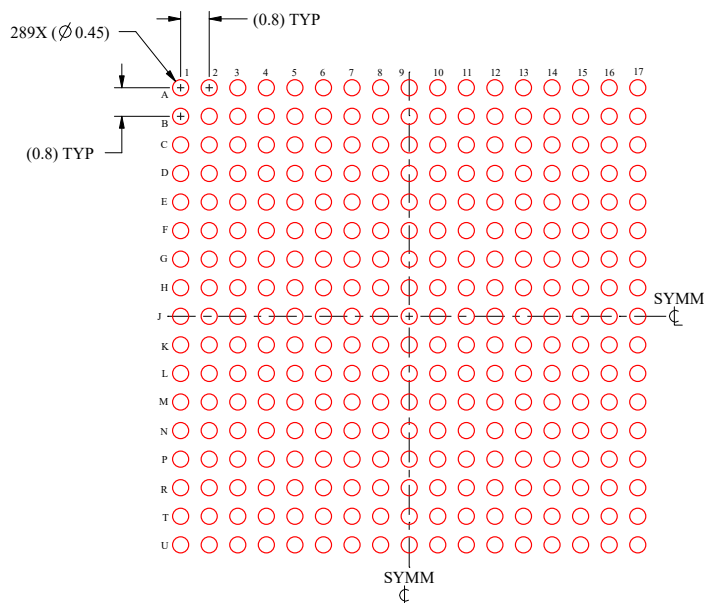 (0.8) TYP
289X (∅0.45)
1 2 3 4 5 6 7 8 9 10 11 12 13 14 15 16 17
A
B
(0.8) TYP
C
D
E
F
G
H
SYMM
J
K
L
M
N
P
R
T
U
SYMM